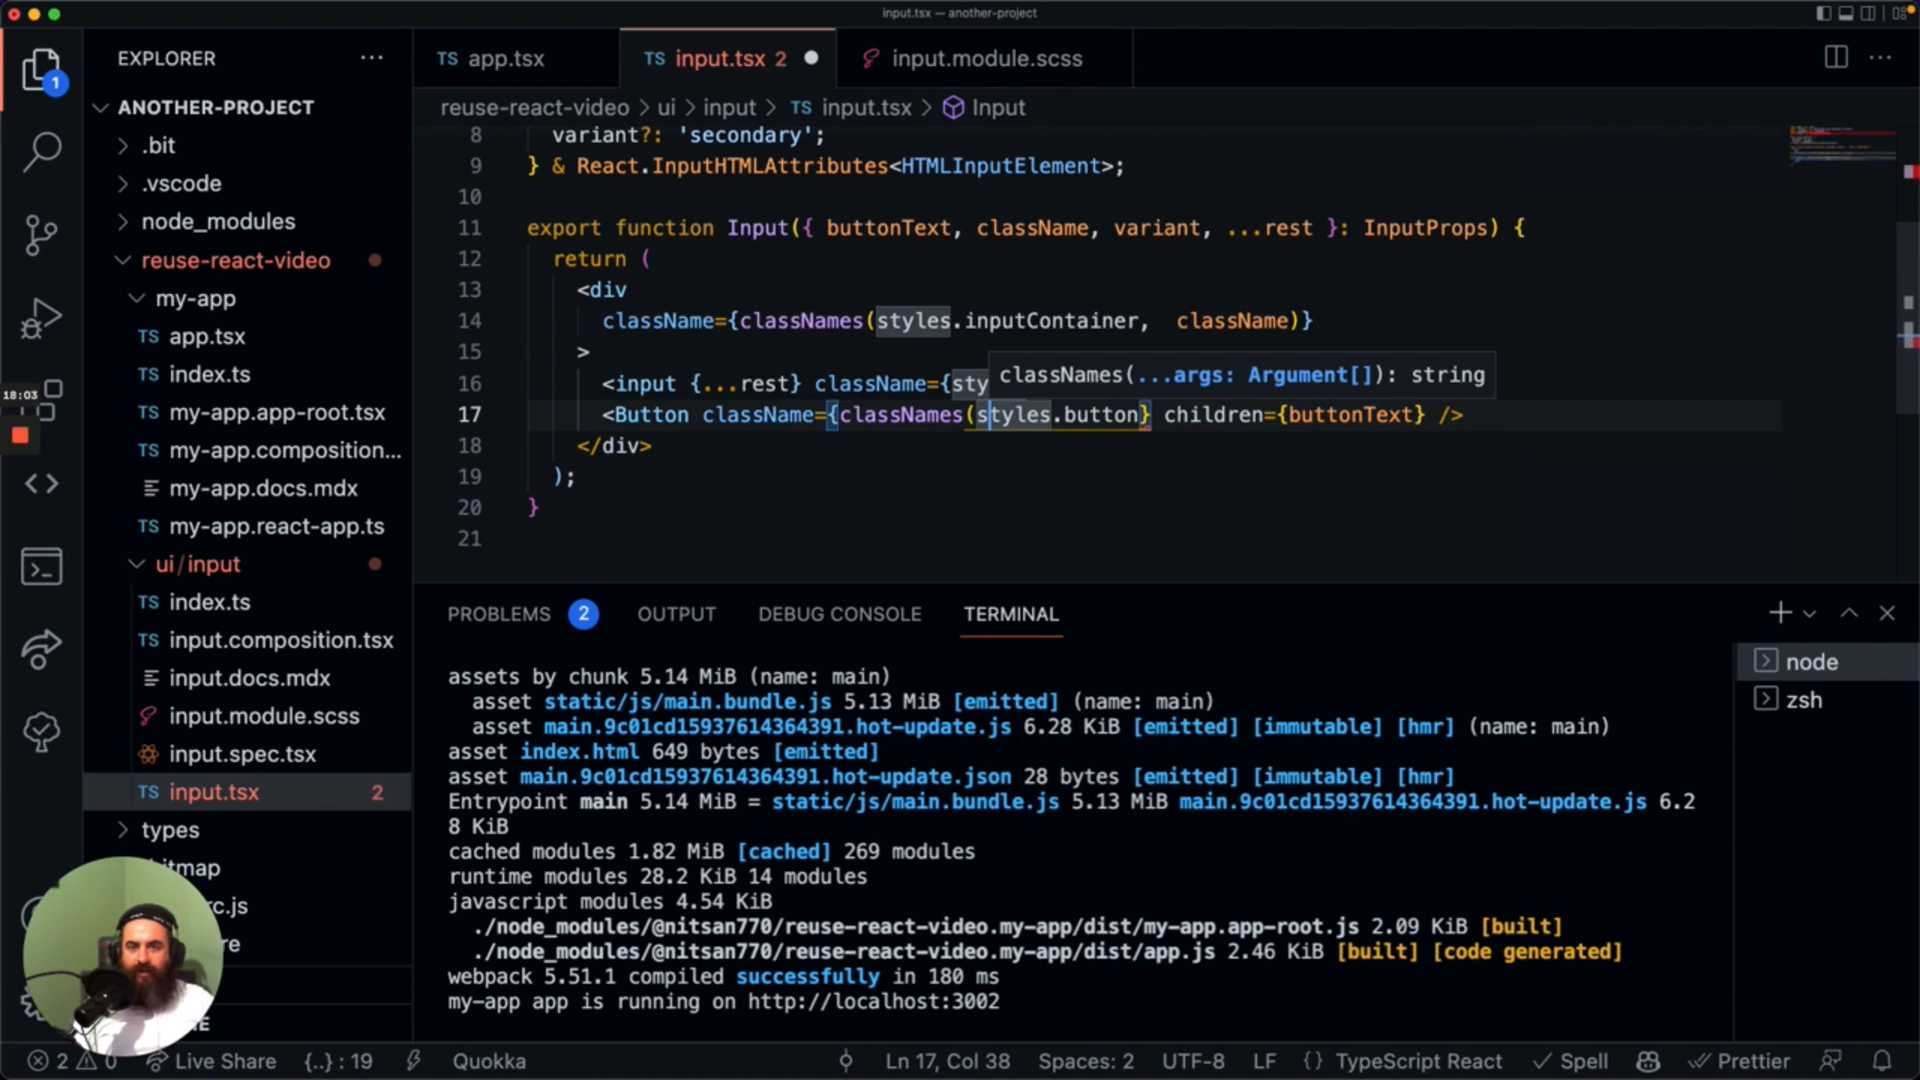 input.tsx — another-project
1
EXPLORER
ANOTHER-PROJECT
.bit
.vscode
node_modules
reuse-react-video
my-app
TS app.tsx
TS index.ts
TS my-app.app-root.tsx
TS my-app.composition...
my-app.docs.mdx
TS my-app.react-app.ts
ui/input
TS index.ts
TS input.composition.tsx
input.docs.mdx
input.module.scss
input.spec.tsx
TS input.tsx 2
types
itmap
rc.js
18:03
TS app.tsx
TS input.tsx 2
input.module.scss
reuse-react-video > ui > input > TS input.tsx > Input
8 variant?: 'secondary';
9 } & React.InputHTMLAttributes<HTMLInputElement>;
10
11 export function Input({ buttonText, className, variant, ...rest }: InputProps) {
12 return (
13 <div
14 className={classNames(styles.inputContainer, className)}
15 >
16 <input {...rest} className={sty
classNames(...args: Argument[]): string
17 <Button className={classNames(styles.button} children={buttonText} />
18 </div>
19 );
20 }
21
PROBLEMS 2 OUTPUT DEBUG CONSOLE TERMINAL
assets by chunk 5.14 MiB (name: main)
asset static/js/main.bundle.js 5.13 MiB [emitted] (name: main)
asset main.9c01cd15937614364391.hot-update.js 6.28 KiB [emitted] [immutable] [hmr] (name: main)
asset index.html 649 bytes [emitted]
asset main.9c01cd15937614364391.hot-update.json 28 bytes [emitted] [immutable] [hmr]
Entrypoint main 5.14 MiB = static/js/main.bundle.js 5.13 MiB main.9c01cd15937614364391.hot-update.js 6.2
8 KiB
cached modules 1.82 MiB [cached] 269 modules
runtime modules 28.2 KiB 14 modules
javascript modules 4.54 KiB
./node_modules/@nitsan770/reuse-react-video.my-app/dist/my-app.app-root.js 2.09 KiB [built]
./node_modules/@nitsan770/reuse-react-video.my-app/dist/app.js 2.46 KiB [built] [code generated]
webpack 5.51.1 compiled successfully in 180 ms
my-app app is running on http://localhost:3002
node
zsh
2 0 Live Share {..} : 19 Quokka
Ln 17, Col 38 Spaces: 2 UTF-8 LF {} TypeScript React Spell Prettier